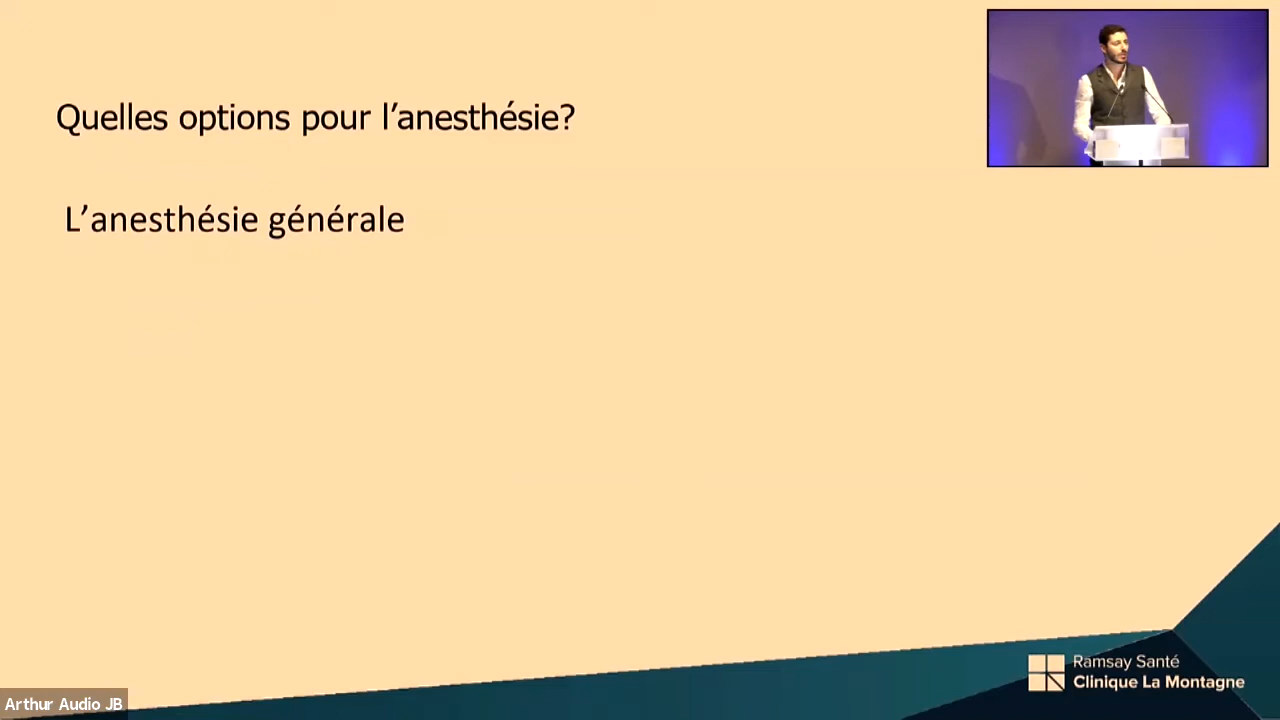 Quelles options pour l’anesthésie?
L’anesthésie générale
Ramsay Santé
Clinique La Montagne
Arthur Audio JB